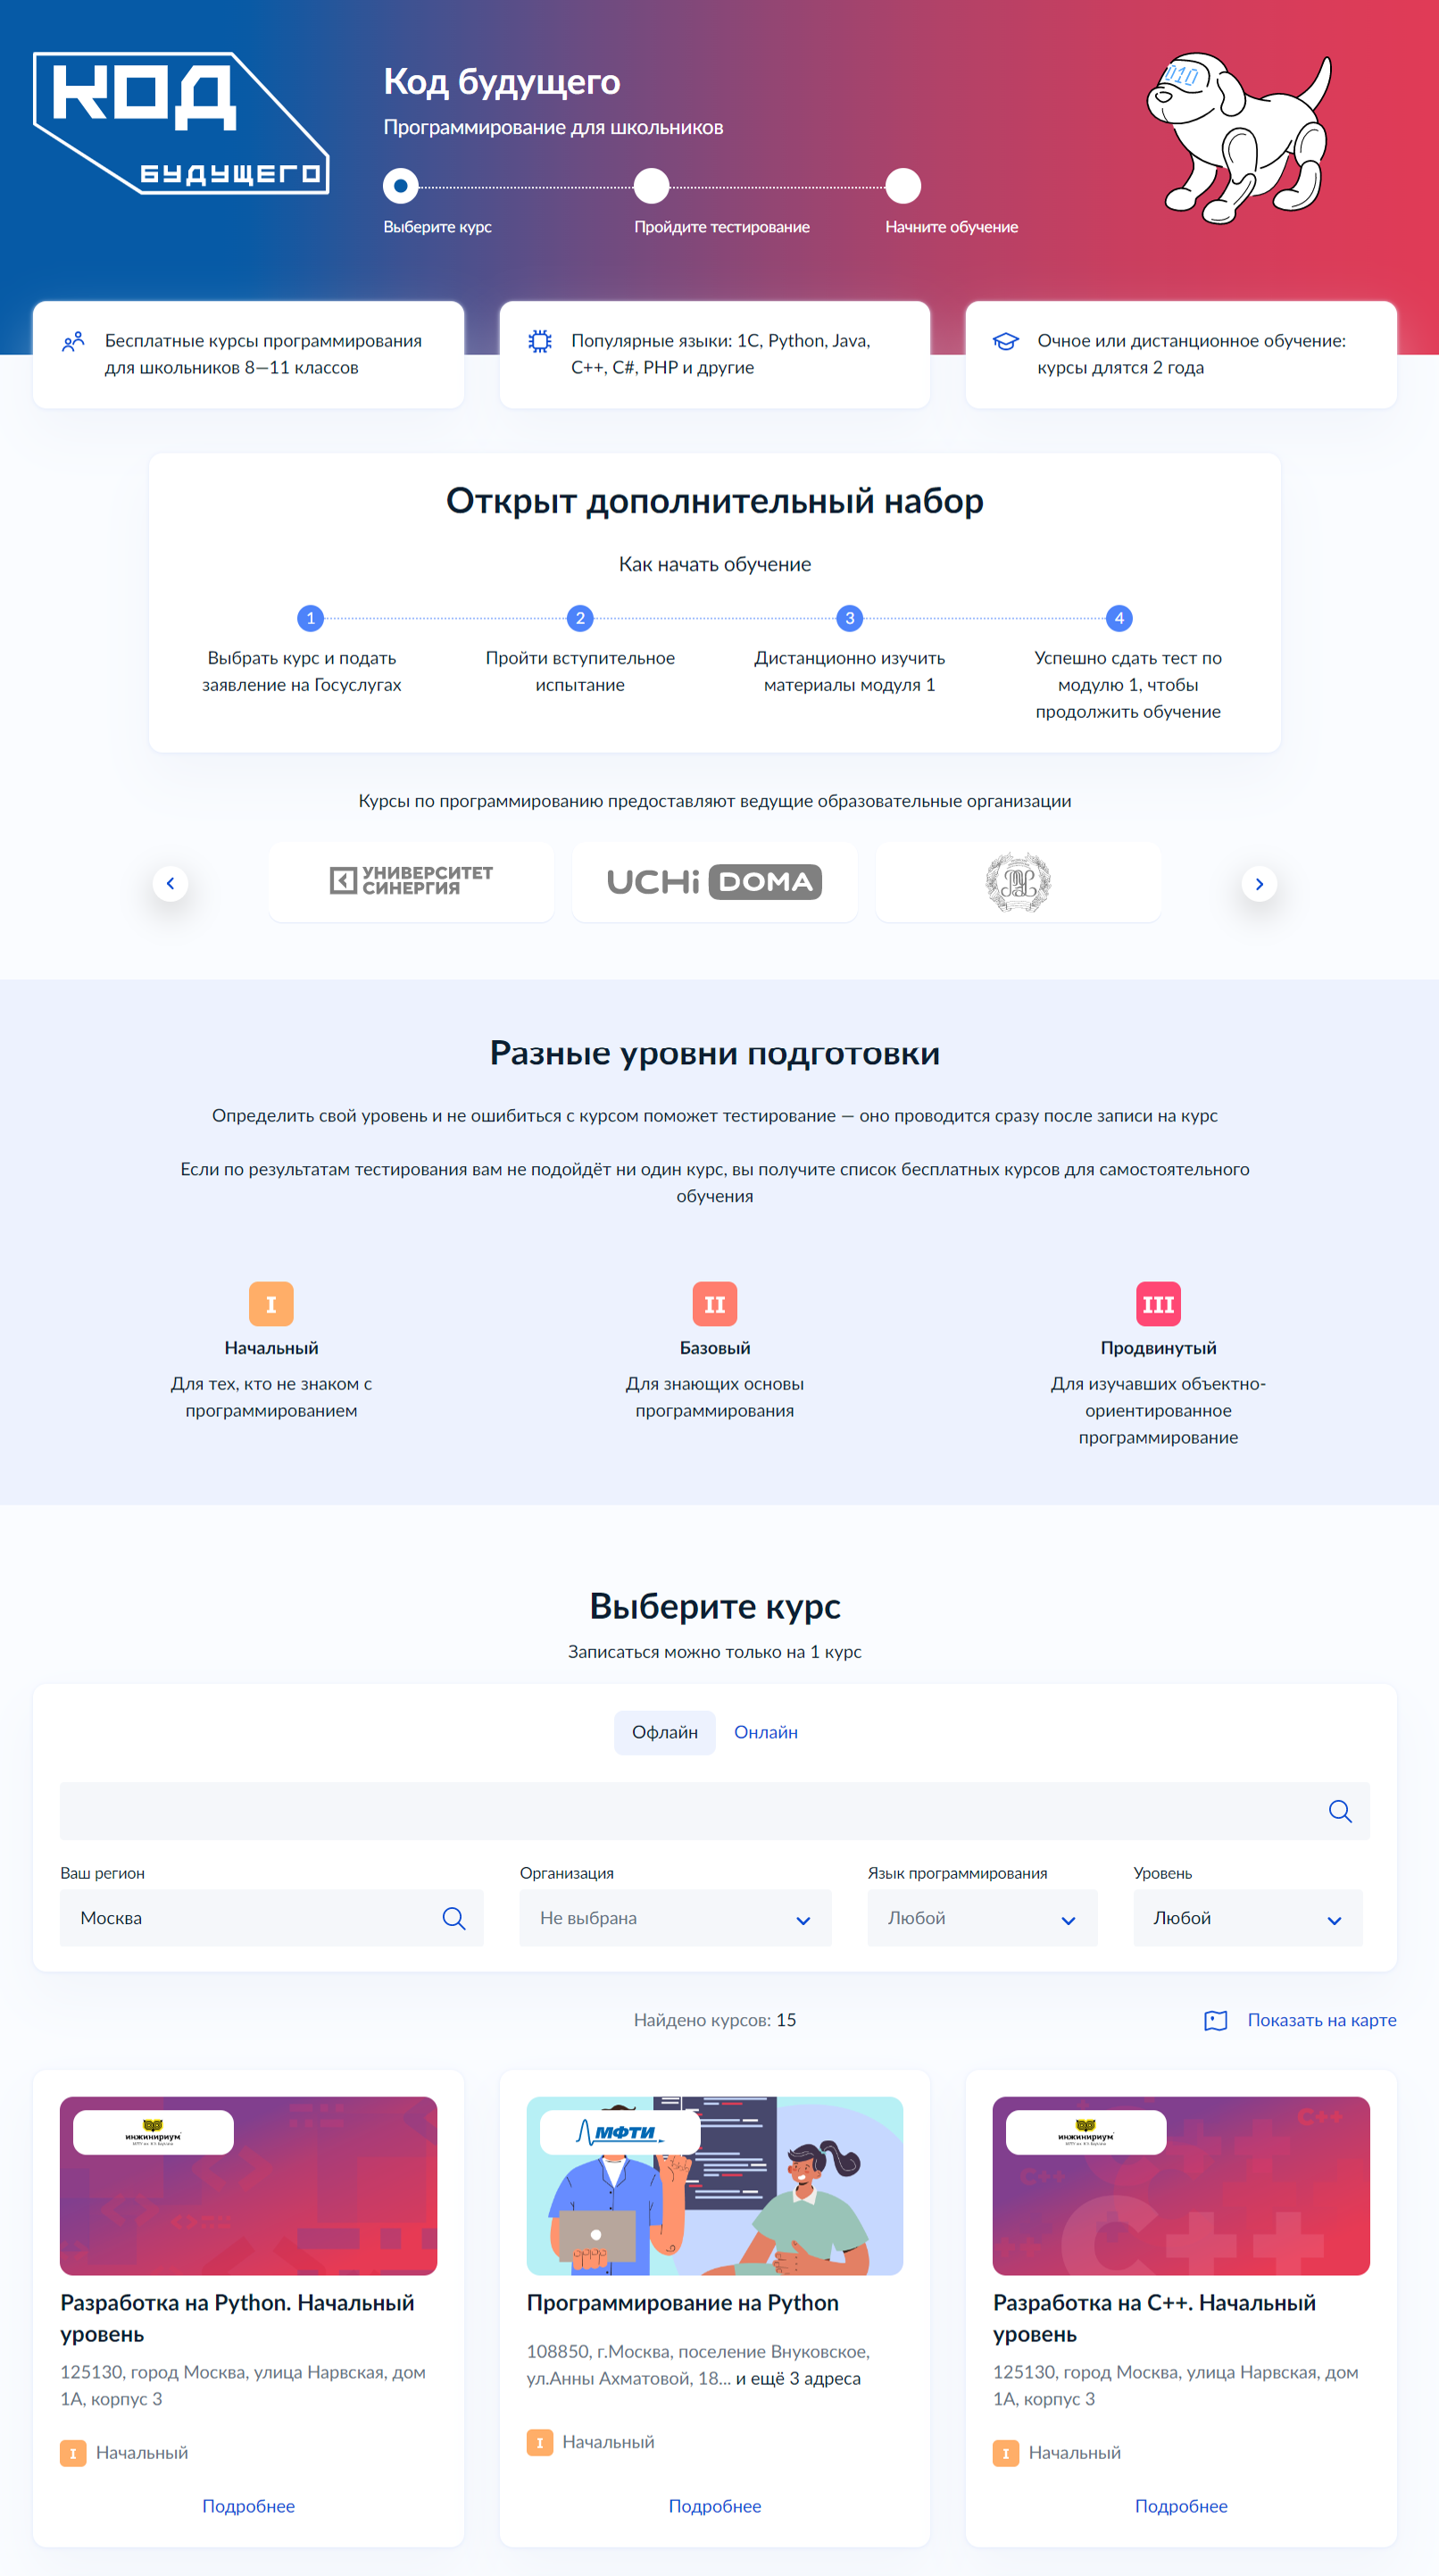 КОД
БУДУЩЕГО
Код будущего
Программирование для школьников
Выберите курс
Пройдите тестирование
Начните обучение
Бесплатные курсы программирования
для школьников 8—11 классов
Популярные языки: 1C, Python, Java,
C++, C#, PHP и другие
Очное или дистанционное обучение:
курсы длятся 2 года
Открыт дополнительный набор
Как начать обучение
1
2
3
4
Выбрать курс и подать
заявление на Госуслугах
Пройти вступительное
испытание
Дистанционно изучить
материалы модуля 1
Успешно сдать тест по
модулю 1, чтобы
продолжить обучение
Курсы по программированию предоставляют ведущие образовательные организации
УНИВЕРСИТЕТ
СИНЕРГИЯ
UCHi DOMA
Разные уровни подготовки
Определить свой уровень и не ошибиться с курсом поможет тестирование — оно проводится сразу после записи на курс
Если по результатам тестирования вам не подойдёт ни один курс, вы получите список бесплатных курсов для самостоятельного
обучения
I
II
III
Начальный
Для тех, кто не знаком с
программированием
Базовый
Для знающих основы
программирования
Продвинутый
Для изучавших объектно-
ориентированное
программирование
Выберите курс
Записаться можно только на 1 курс
Офлайн
Онлайн
Ваш регион
Организация
Язык программирования
Уровень
Москва
Не выбрана
Любой
Любой
Найдено курсов: 15
Показать на карте
инжинириум
Разработка на Python. Начальный
уровень
125130, город Москва, улица Нарвская, дом
1А, корпус 3
I Начальный
Подробнее
МФТИ
Программирование на Python
108850, г.Москва, поселение Внуковское,
ул.Анны Ахматовой, 18... и ещё 3 адреса
I Начальный
Подробнее
инжинириум
C++
C++
C++
Разработка на C++. Начальный
уровень
125130, город Москва, улица Нарвская, дом
1А, корпус 3
I Начальный
Подробнее